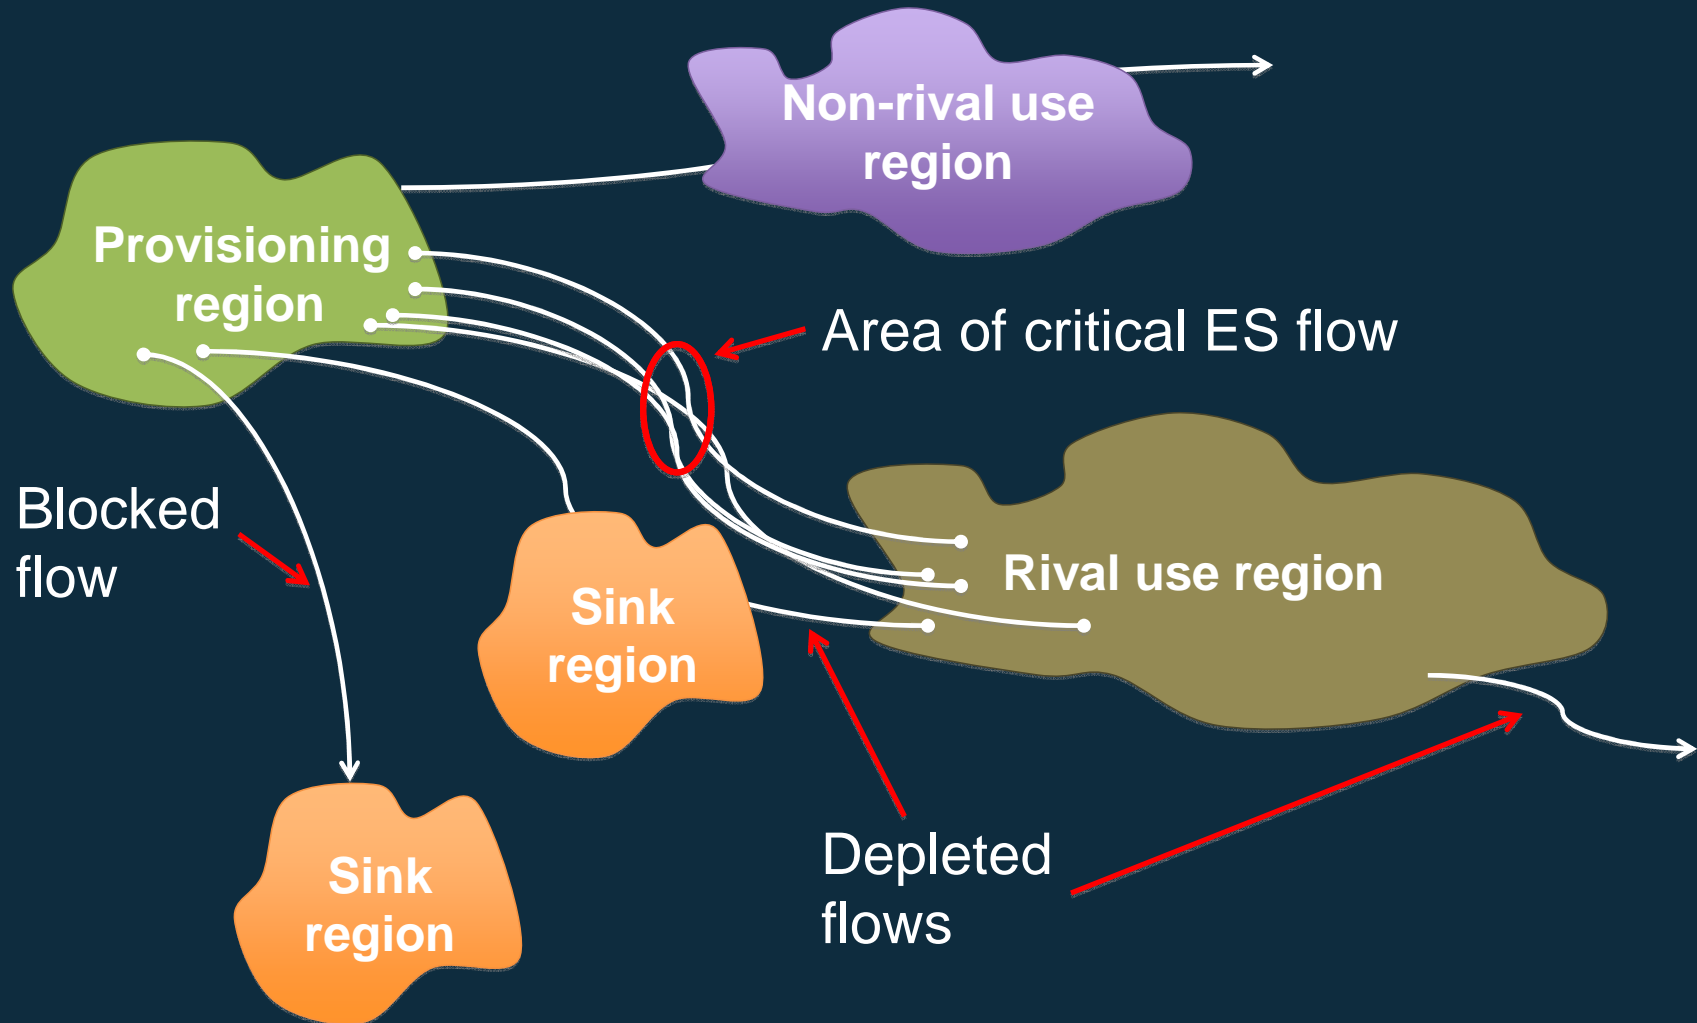 Non-rival use
region
Provisioning
region
Area of critical ES flow
Blocked
flow
Rival use region
Sink
region
Depleted
flows
Sink
region